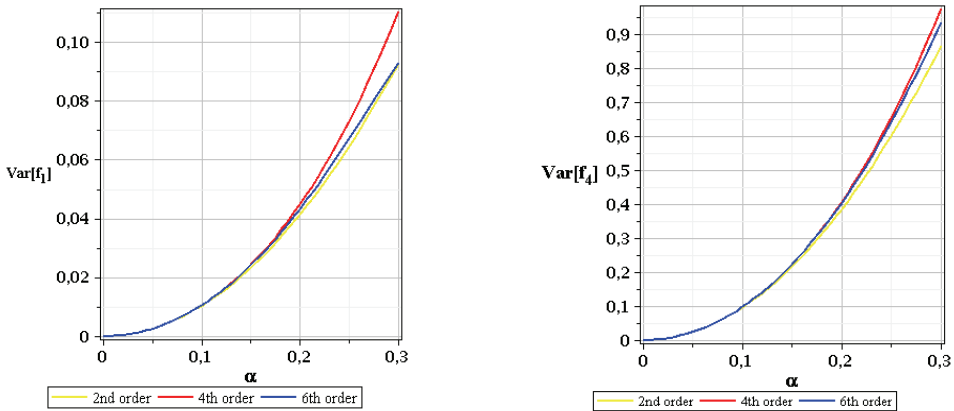 0,10
0,08
0,06
Var[f1]
0,04
0,02
0
0 0,1 0,2 0,3
α
2nd order 4th order 6th order
0,9
0,8
0,7
0,6
Var[f4]
0,5
0,4
0,3
0,2
0,1
0
0 0,1 0,2 0,3
α
2nd order 4th order 6th order